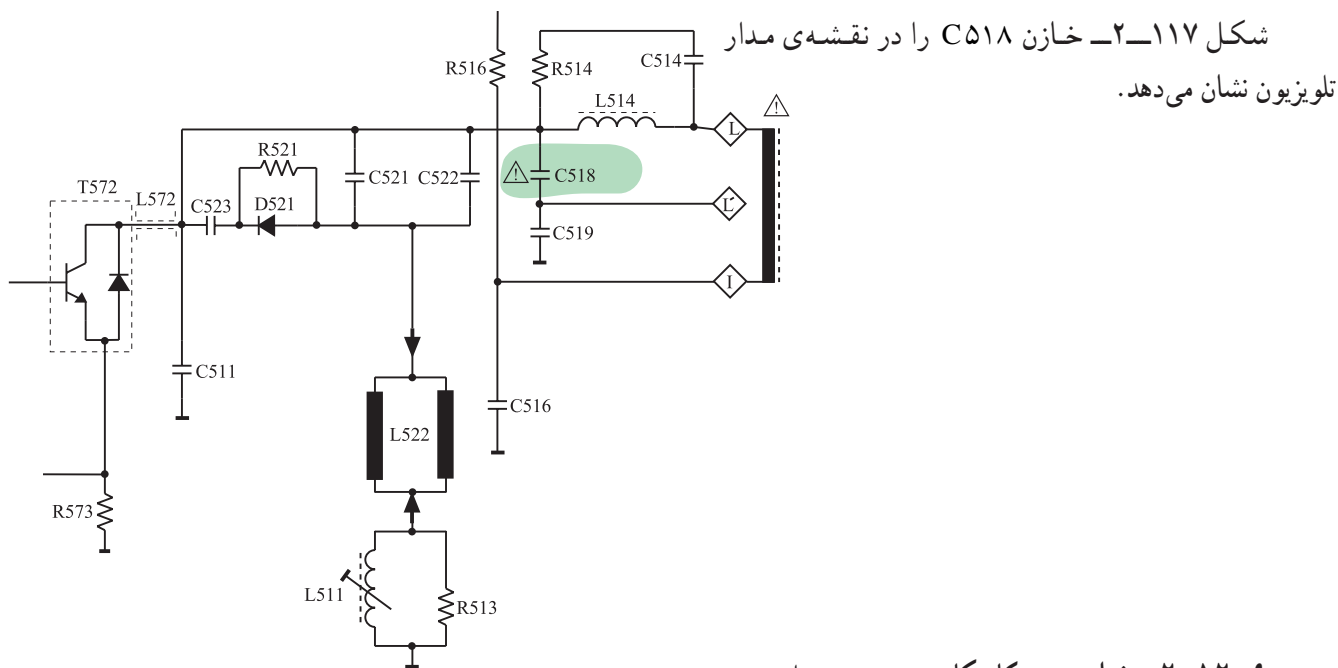 شکل ۱۱۷ــ۲ــ خازن C۵۱۸ را در نقشه‌ی مدار
تلویزیون نشان می‌دهد.
R516
R514
C514
L514
L
R521
C521
C522
C518
T572
L572
C523
D521
L'
C519
I
C511
C516
L522
R573
L511
R513